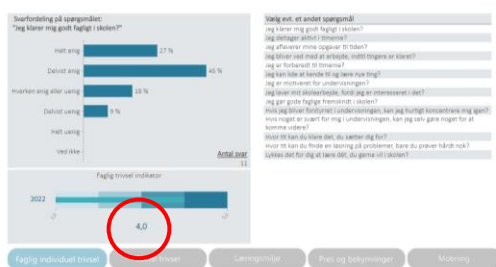 Svarfordeling på spørgsmålet:
"Jeg klarer mig godt fagligt i skolen?"
Helt enig
27 %
Delvist enig
45 %
Hverken enig eller uenig
18 %
Delvist uenig
9 %
Helt uenig
Ved ikke
Antal svar
11
Faglig trivsel indikator
2022
4,0
Vælg evt. et andet spørgsmål
Jeg klarer mig godt fagligt i skolen?
Jeg deltager aktivt i timerne?
Jeg afleverer mine opgaver til tiden?
Jeg bliver ved med at arbejde, indtil tingene er klaret?
Jeg er forberedt til timerne?
Jeg kan lide at kende til og lære nye ting?
Jeg er motiveret for undervisningen?
Jeg laver mit skolearbejde, fordi jeg er interesseret i det?
Jeg gør gode faglige fremskridt i skolen?
Hvis jeg bliver forstyrret i undervisningen, kan jeg hurtigt koncentrere mig igen?
Hvis noget er svært for mig i undervisningen, kan jeg selv gøre noget for at
komme videre?
Hvor tit kan du klare det, du sætter dig for?
Hvor tit kan du finde en løsning på problemer, bare du prøver hårdt nok?
Lykkes det for dig at lære det, du gerne vil i skolen?
Faglig individuel trivsel
trivsel
Læringsmiljø
Pres og bekymringer
Mobning